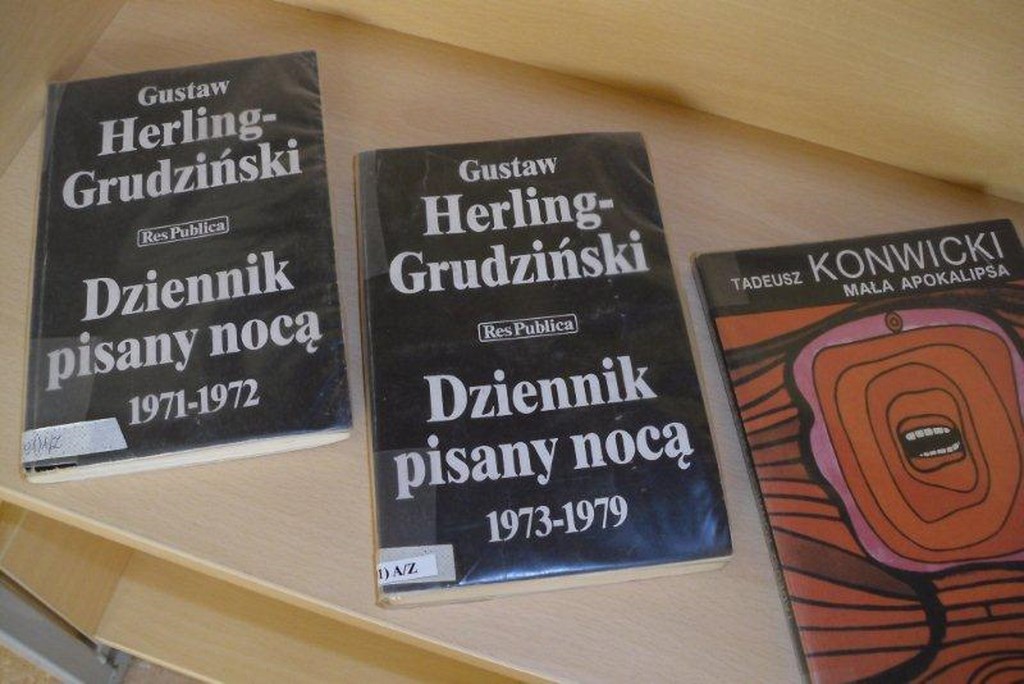 Gustaw
Herling-
Grudziński
Res Publica
Dziennik
pisany nocą
1971-1972
Gustaw
Herling-
Grudziński
Res Publica
Dziennik
pisany nocą
1973-1979
1) A/Z
TADEUSZ KONWICKI
MAŁA APOKALIPSA